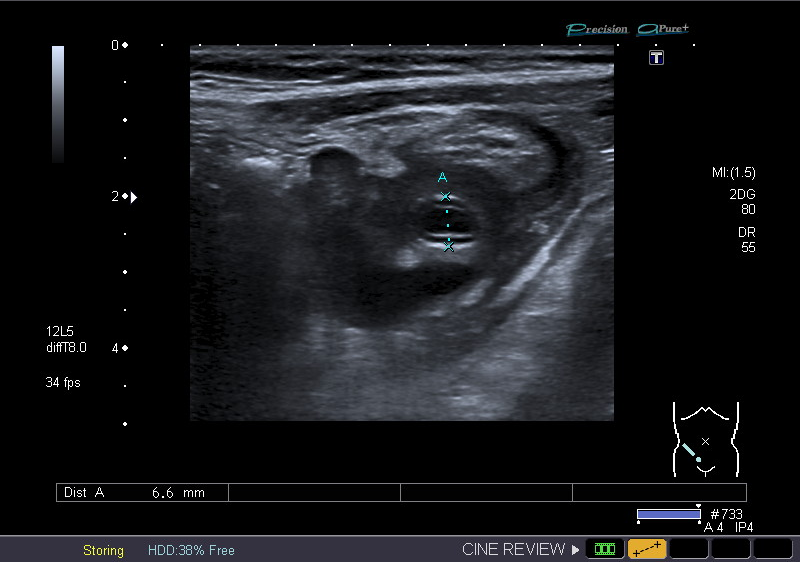 Precision APure+
0
T
A
MI:(1.5)
2
2DG
80
DR
55
12L5
diffT8.0
4
34 fps
Dist A 6.6 mm
#733
A 4 IP4
Storing HDD:38% Free CINE REVIEW